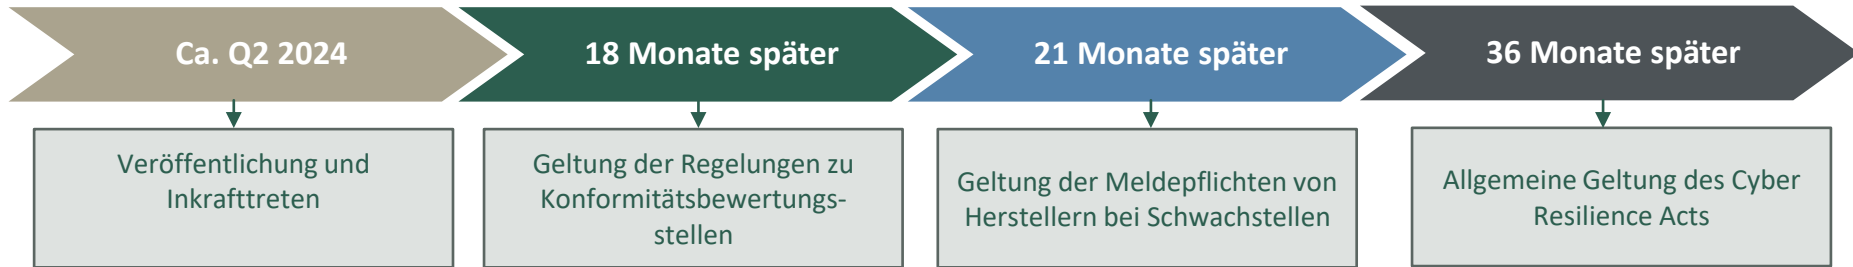 Ca. Q2 2024
18 Monate später
21 Monate später
36 Monate später
Veröffentlichung und
Inkrafttreten
Geltung der Regelungen zu
Konformitätsbewertungs-
stellen
Geltung der Meldepflichten von
Herstellern bei Schwachstellen
Allgemeine Geltung des Cyber
Resilience Acts